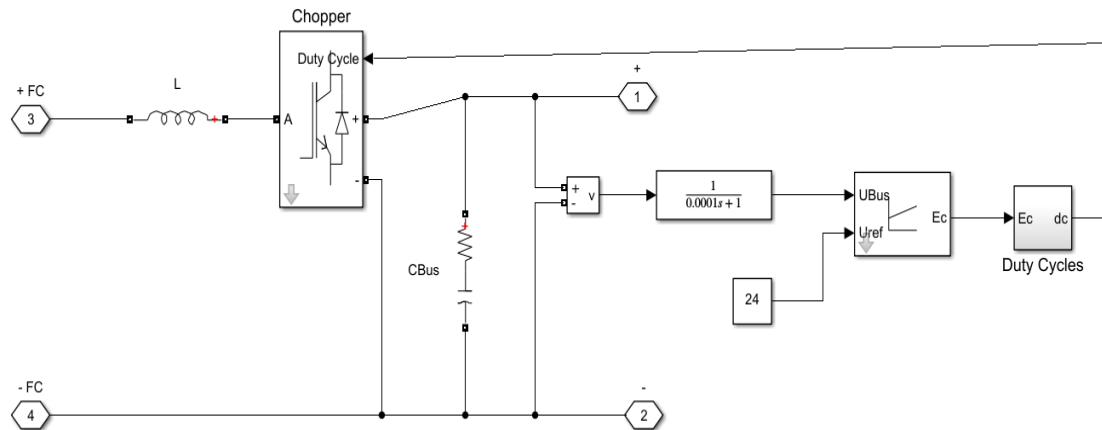 Chopper
Duty Cycle
L
+
+ FC
1
3
A
+
-
+
v
-
1
0.0001s + 1
UBus
Ec
Uref
Ec
dc
Duty Cycles
CBus
24
- FC
-
4
2